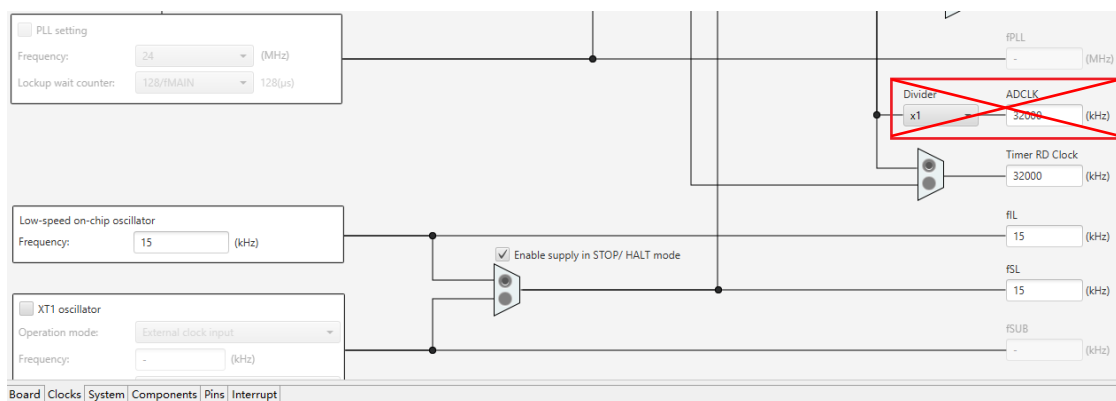 PLL setting
Frequency: 24 (MHz)
Lockup wait counter: 128/fMAIN 128(μs)
fPLL
- (MHz)
Divider ADCLK
x1 32000 (kHz)
Timer RD Clock
32000 (kHz)
Low-speed on-chip oscillator
Frequency: 15 (kHz)
fIL
15 (kHz)
Enable supply in STOP/ HALT mode
fSL
15 (kHz)
XT1 oscillator
Operation mode: External clock input
Frequency: - (kHz)
fSUB
- (kHz)
Board Clocks System Components Pins Interrupt